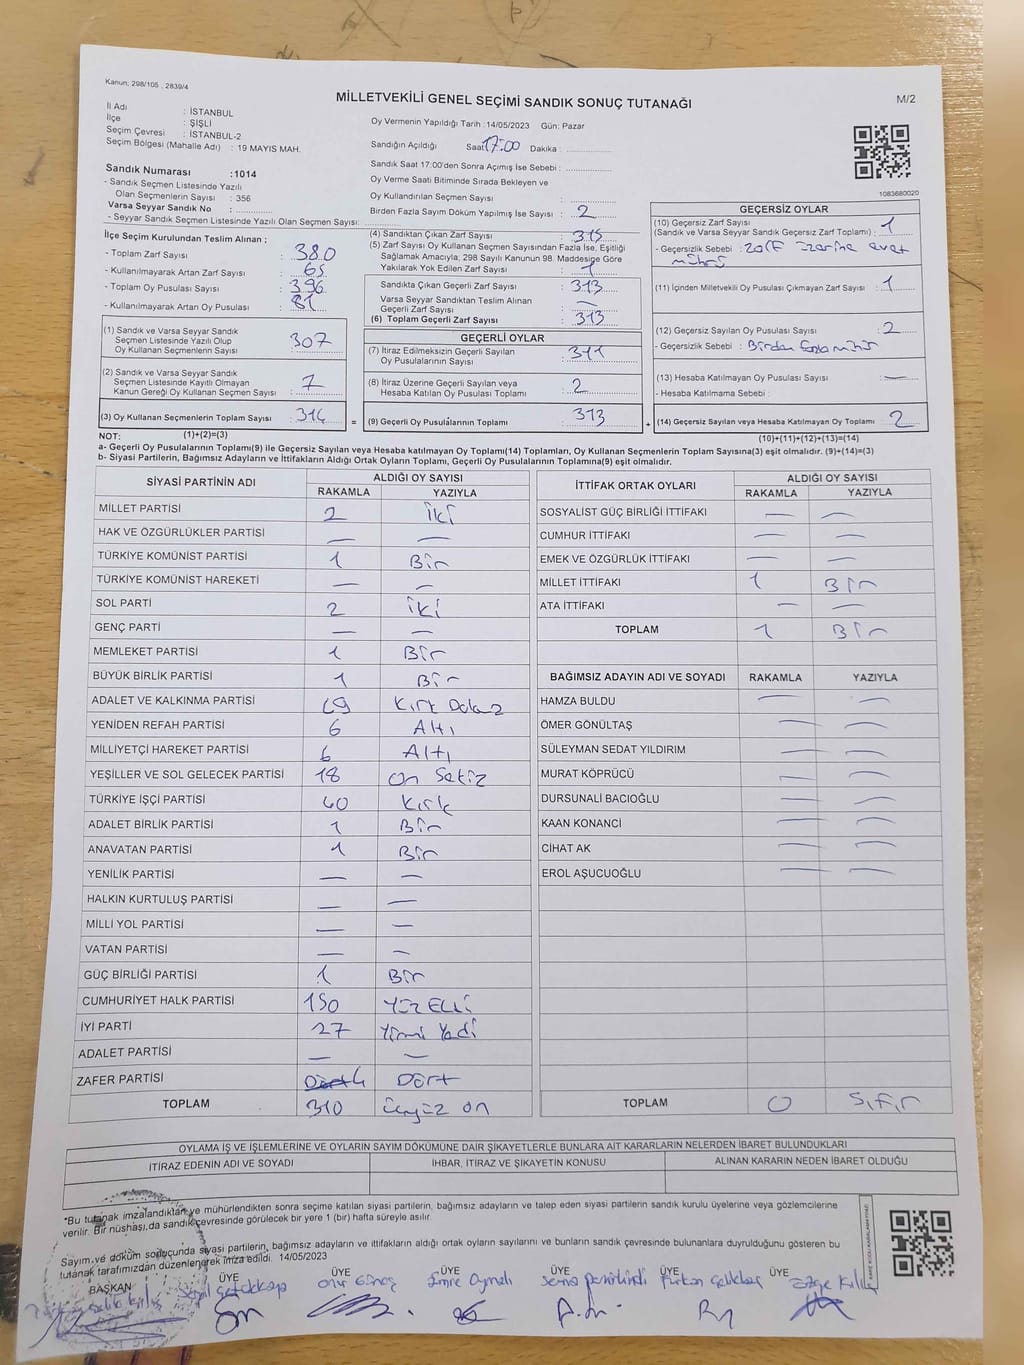 Kanun; 298/105 , 2839/4
MİLLETVEKİLİ GENEL SEÇİMİ SANDIK SONUÇ TUTANAĞI
M/2
İl Adı : İSTANBUL
İlçe : ŞİŞLİ
Seçim Çevresi : İSTANBUL-2
Seçim Bölgesi (Mahalle Adı) : 19 MAYIS MAH.
Sandık Numarası :1014
- Sandık Seçmen Listesinde Yazılı
Olan Seçmenlerin Sayısı : 356
Varsa Seyyar Sandık No :
- Seyyar Sandık Seçmen Listesinde Yazılı Olan Seçmen Sayısı:
Oy Vermenin Yapıldığı Tarih :14/05/2023 Gün: Pazar
Sandığın Açıldığı Saat 17:00 Dakika :
Sandık Saat 17:00'den Sonra Açımış İse Sebebi :
Oy Verme Saati Bitiminde Sırada Bekleyen ve
Oy Kullandırılan Seçmen Sayısı :
Birden Fazla Sayım Döküm Yapılmış İse Sayısı : 2
1083680020
İlçe Seçim Kurulundan Teslim Alınan ;
- Toplam Zarf Sayısı : 380
- Kullanılmayarak Artan Zarf Sayısı : 65
- Toplam Oy Pusulası Sayısı : 396
- Kullanılmayarak Artan Oy Pusulası : 81
(4) Sandıktan Çıkan Zarf Sayısı : 315
(5) Zarf Sayısı Oy Kullanan Seçmen Sayısından Fazla İse, Eşitliği
Sağlamak Amacıyla; 298 Sayılı Kanunun 98. Maddesige Göre
Yakılarak Yok Edilen Zarf Sayısı : 1
Sandıkta Çıkan Geçerli Zarf Sayısı : 313
Varsa Seyyar Sandıktan Teslim Alınan
Geçerli Zarf Sayısı : —
(6) Toplam Geçerli Zarf Sayısı : 313
GEÇERSİZ OYLAR
(10) Geçersiz Zarf Sayısı
(Sandık ve Varsa Seyyar Sandık Geçersiz Zarf Toplamı) : 1
- Geçersizlik Sebebi : Zarf üzerine evet
mührü
(11) İçinden Milletvekili Oy Pusulası Çıkmayan Zarf Sayısı : 1
(12) Geçersiz Sayılan Oy Pusulası Sayısı : 2
- Geçersizlik Sebebi : Birden fazla mühür
(13) Hesaba Katılmayan Oy Pusulası Sayısı : —
- Hesaba Katılmama Sebebi :
(14) Geçersiz Sayılan veya Hesaba Katılmayan Oy Toplamı : 2
(1) Sandık ve Varsa Seyyar Sandık
Seçmen Listesinde Yazılı Olup
Oy Kullanan Seçmenlerin Sayısı : 307
(2) Sandık ve Varsa Seyyar Sandık
Seçmen Listesinde Kayıtlı Olmayan
Kanun Gereği Oy Kullanan Seçmen Sayısı : 7
(3) Oy Kullanan Seçmenlerin Toplam Sayısı : 314
GEÇERLİ OYLAR
(7) İtiraz Edilmeksizin Geçerli Sayılan
Oy Pusulalarının Sayısı : 311
(8) İtiraz Üzerine Geçerli Sayılan veya
Hesaba Katılan Oy Pusulası Toplamı : 2
= (9) Geçerli Oy Pusulalarının Toplamı : 313 +
NOT: (1)+(2)=(3)
(10)+(11)+(12)+(13)=(14)
a- Geçerli Oy Pusulalarının Toplamı(9) ile Geçersiz Sayılan veya Hesaba katılmayan Oy Toplamı(14) Toplamları, Oy Kullanan Seçmenlerin Toplam Sayısına(3) eşit olmalıdır. (9)+(14)=(3)
b- Siyasi Partilerin, Bağımsız Adayların ve İttifakların Aldığı Ortak Oyların Toplamı, Geçerli Oy Pusulalarının Toplamına(9) eşit olmalıdır.
SİYASİ PARTİNİN ADI ALDIĞI OY SAYISI
RAKAMLA YAZIYLA
MİLLET PARTİSİ 2 İki
HAK VE ÖZGÜRLÜKLER PARTİSİ — —
TÜRKİYE KOMÜNİST PARTİSİ 1 Bir
TÜRKİYE KOMÜNİST HAREKETİ — —
SOL PARTİ 2 İki
GENÇ PARTİ — —
MEMLEKET PARTİSİ 1 Bir
BÜYÜK BİRLİK PARTİSİ 1 Bir
ADALET VE KALKINMA PARTİSİ 49 Kırk Dokuz
YENİDEN REFAH PARTİSİ 6 Altı
MİLLİYETÇİ HAREKET PARTİSİ 6 Altı
YEŞİLLER VE SOL GELECEK PARTİSİ 18 On Sekiz
TÜRKİYE İŞÇİ PARTİSİ 40 Kırk
ADALET BİRLİK PARTİSİ 1 Bir
ANAVATAN PARTİSİ 1 Bir
YENİLİK PARTİSİ — —
HALKIN KURTULUŞ PARTİSİ — —
MİLLİ YOL PARTİSİ — —
VATAN PARTİSİ — —
GÜÇ BİRLİĞİ PARTİSİ 1 Bir
CUMHURİYET HALK PARTİSİ 150 YÜZ ELLİ
İYİ PARTİ 27 Yirmi Yedi
ADALET PARTİSİ — —
ZAFER PARTİSİ 4 Dört
TOPLAM 310 üçyüz on
İTTİFAK ORTAK OYLARI ALDIĞI OY SAYISI
RAKAMLA YAZIYLA
SOSYALİST GÜÇ BİRLİĞİ İTTİFAKI — —
CUMHUR İTTİFAKI — —
EMEK VE ÖZGÜRLÜK İTTİFAKI — —
MİLLET İTTİFAKI 1 Bir
ATA İTTİFAKI — —
TOPLAM 1 Bir
BAĞIMSIZ ADAYIN ADI VE SOYADI RAKAMLA YAZIYLA
HAMZA BULDU — —
ÖMER GÖNÜLTAŞ — —
SÜLEYMAN SEDAT YILDIRIM — —
MURAT KÖPRÜCÜ — —
DURSUNALİ BACIOĞLU — —
KAAN KONANCİ — —
CİHAT AK — —
EROL AŞUCUOĞLU — —
TOPLAM 0 Sıfır
OYLAMA İŞ VE İŞLEMLERİNE VE OYLARIN SAYIM DÖKÜMÜNE DAİR ŞİKAYETLERLE BUNLARA AİT KARARLARIN NELERDEN İBARET BULUNDUKLARI
İTİRAZ EDENİN ADI VE SOYADI İHBAR, İTİRAZ VE ŞİKAYETİN KONUSU ALINAN KARARIN NEDEN İBARET OLDUĞU
*Bu tutanak imzalandıktan ve mühürlendikten sonra seçime katılan siyasi partilerin, bağımsız adayların ve talep eden siyasi partilerin sandık kurulu üyelerine veya gözlemcilerine
verilir. Bir nüshası,da sandık çevresinde görülecek bir yere 1 (bir) hafta süreyle asılır.
Sayım ve döküm sonucunda siyasi partilerin, bağımsız adayların ve ittifakların aldığı ortak oyların sayılarını ve bunların sandık çevresinde bulunanlara duyrulduğunu gösteren bu
tutanak tarafımızdan düzenlenerek imza edildi. 14/05/2023
BAŞKAN ÜYE ÜYE ÜYE ÜYE ÜYE ÜYE
KARE KODU KARALAMAYINIZ